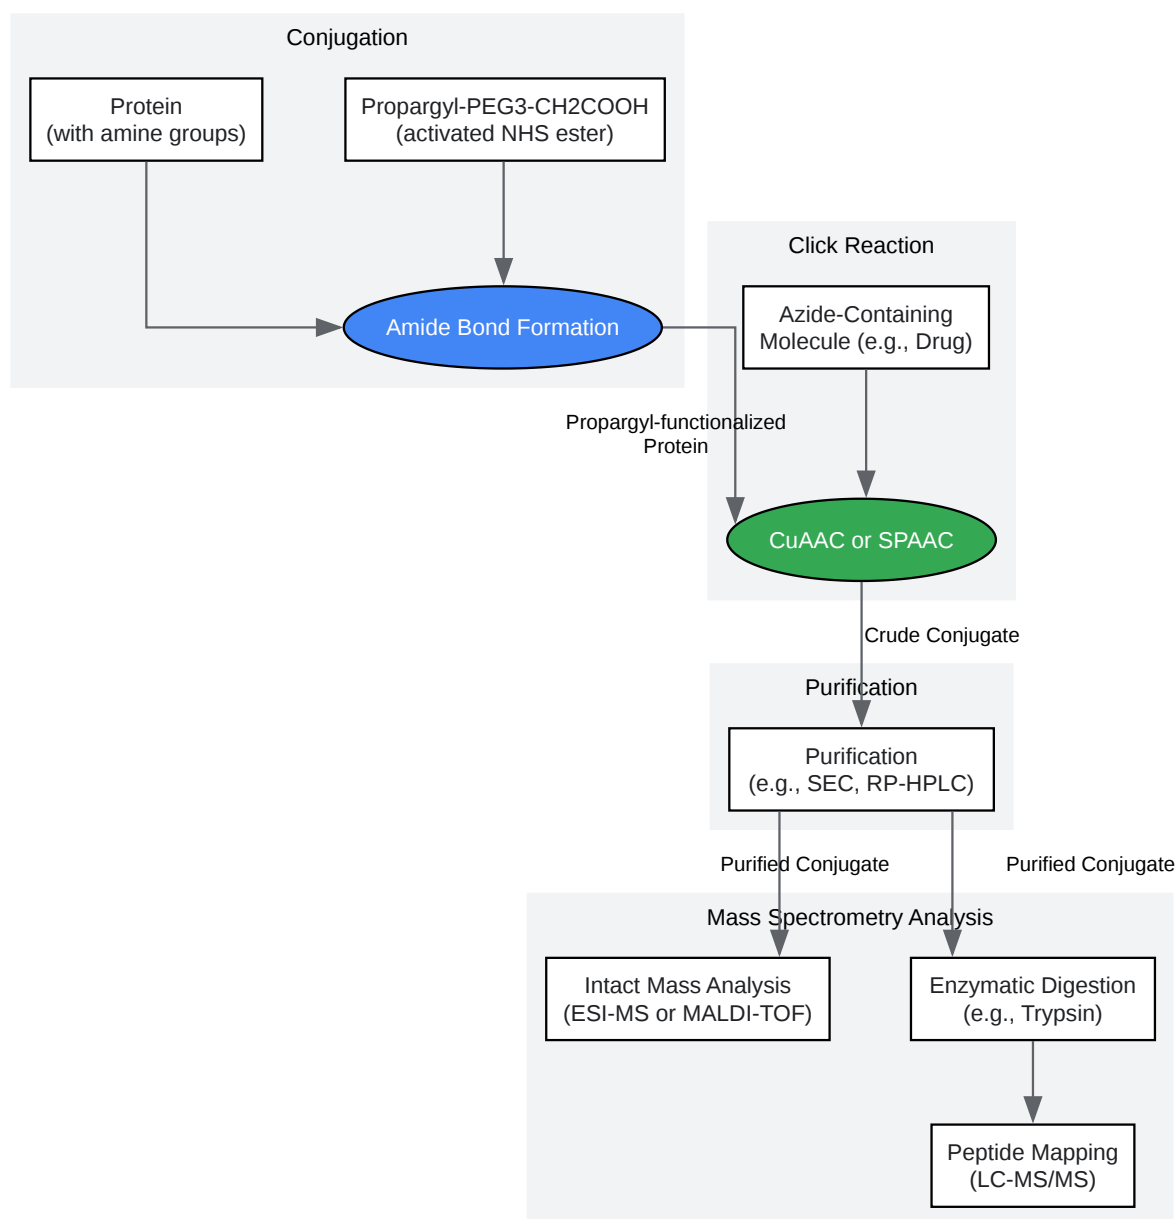 Conjugation
Protein
(with amine groups)
Propargyl-PEG3-CH2COOH
(activated NHS ester)
Amide Bond Formation
Click Reaction
Azide-Containing
Molecule (e.g., Drug)
Propargyl-functionalized
Protein
CuAAC or SPAAC
Crude Conjugate
Purification
Purification
(e.g., SEC, RP-HPLC)
Purified Conjugate
Purified Conjugate
Mass Spectrometry Analysis
Intact Mass Analysis
(ESI-MS or MALDI-TOF)
Enzymatic Digestion
(e.g., Trypsin)
Peptide Mapping
(LC-MS/MS)